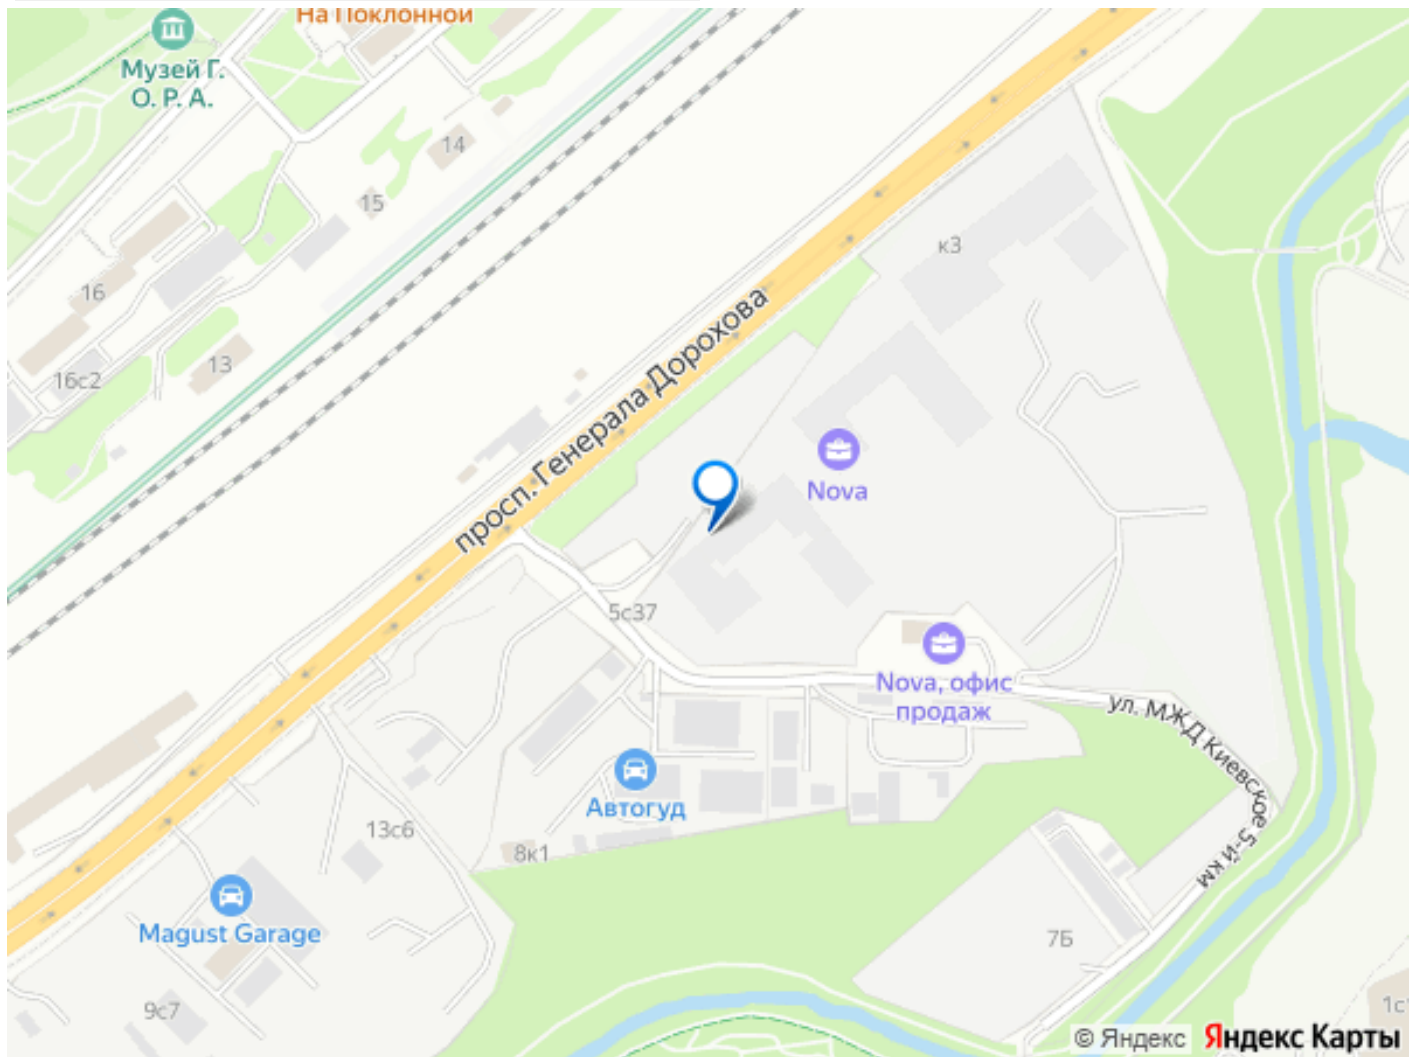 На Поклонной
Музей Г.
О. Р. А.
14
15
к3
16
13
16с2
просп. Генерала Дорохова
Nova
5с37
Nova, офис
продаж
ул. МЖД Киевское 5-й км
Автогуд
13с6
8к1
Magust Garage
7Б
9с7
© Яндекс Яндекс Карты